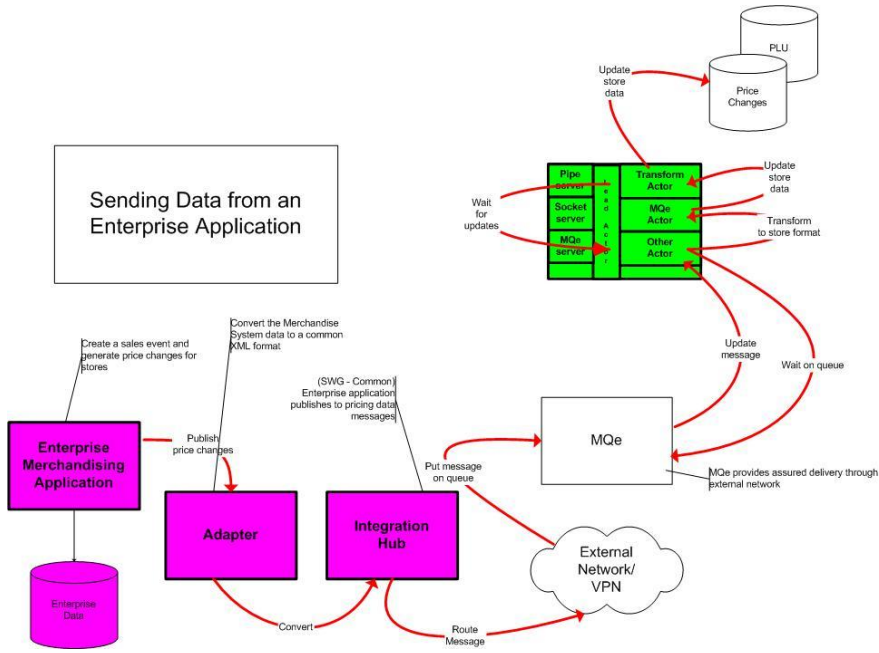 PLU
Price
Changes
Update
store
data
Sending Data from an
Enterprise Application
Pipe
server
Socket
server
MQe
server
Lead Actor
Transform
Actor
MQe
Actor
Other
Actor
Wait
for
updates
Update
store
data
Transform
to store format
Create a sales event and
generate price changes for
stores
Convert the Merchandise
System data to a common
XML format
(SWG - Common)
Enterprise application
publishes to pricing data
messages
Update
message
Wait on queue
Enterprise
Merchandising
Application
Publish
price changes
Adapter
Integration
Hub
Put message
on queue
MQe
MQe provides assured delivery through
external network
External
Network/
VPN
Enterprise
Data
Convert
Route
Message